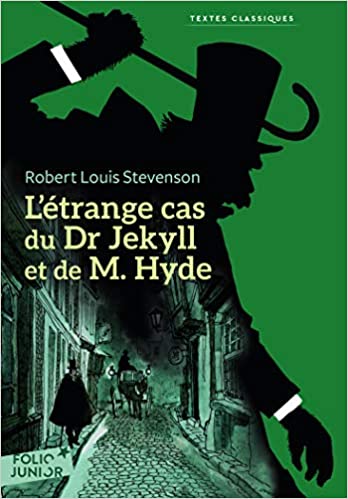 TEXTES CLASSIQUES
Robert Louis Stevenson
L'étrange cas
du Dr Jekyll
et de M. Hyde
FOLIO
JUNIOR